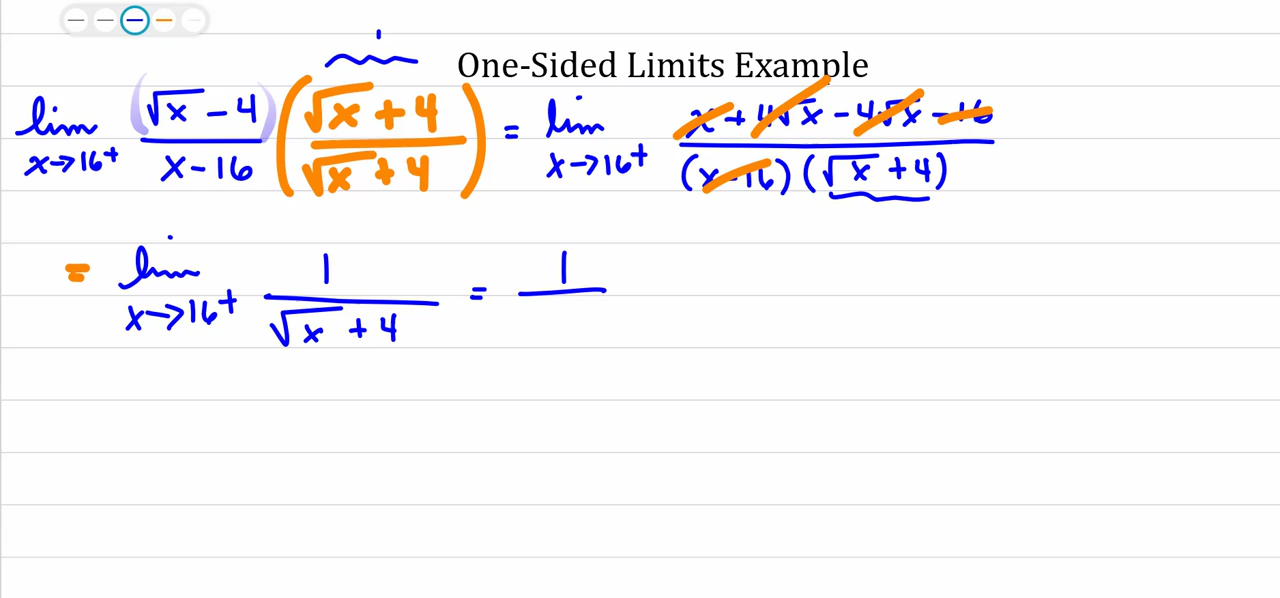 One-Sided Limits Example
lim x→16⁺ (√x - 4)/(x - 16) ((√x + 4)/(√x + 4)) = lim x→16⁺ (x + 4√x - 4√x - 16)/((x - 16)(√x + 4))
= lim x→16⁺ 1/(√x + 4) = 1/